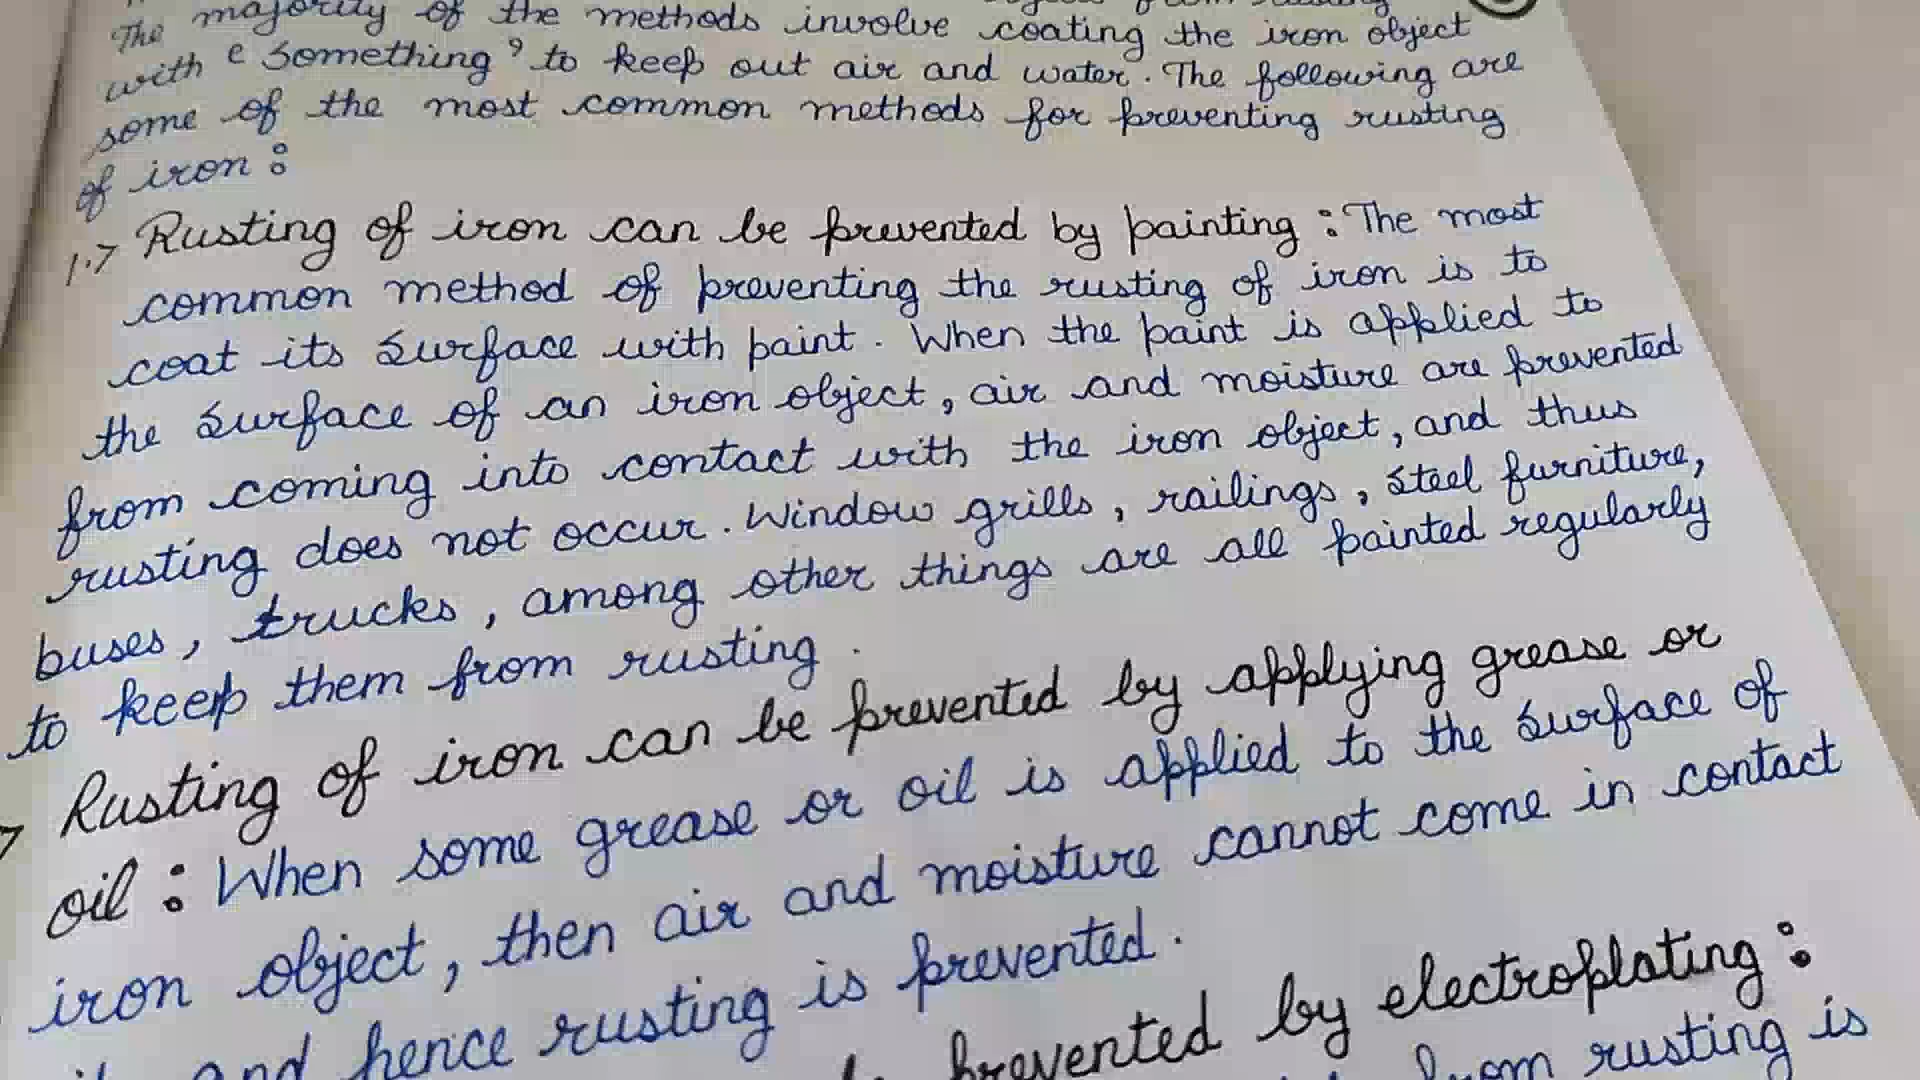 The majority of the methods involve coating the iron object
with ' Something ' to keep out air and water. The following are
some of the most common methods for preventing rusting
of iron :
1.7 Rusting of iron can be prevented by painting : The most
common method of preventing the rusting of iron is to
coat its surface with paint. When the paint is applied to
the surface of an iron object, air and moisture are prevented
from coming into contact with the iron object, and thus
rusting does not occur. Window grills, railings, steel furniture,
buses, trucks, among other things are all painted regularly
to keep them from rusting.
Rusting of iron can be prevented by applying grease or
oil : When some grease or oil is applied to the surface of
iron object, then air and moisture cannot come in contact
and hence rusting is prevented.
prevented by electroplating :
from rusting is